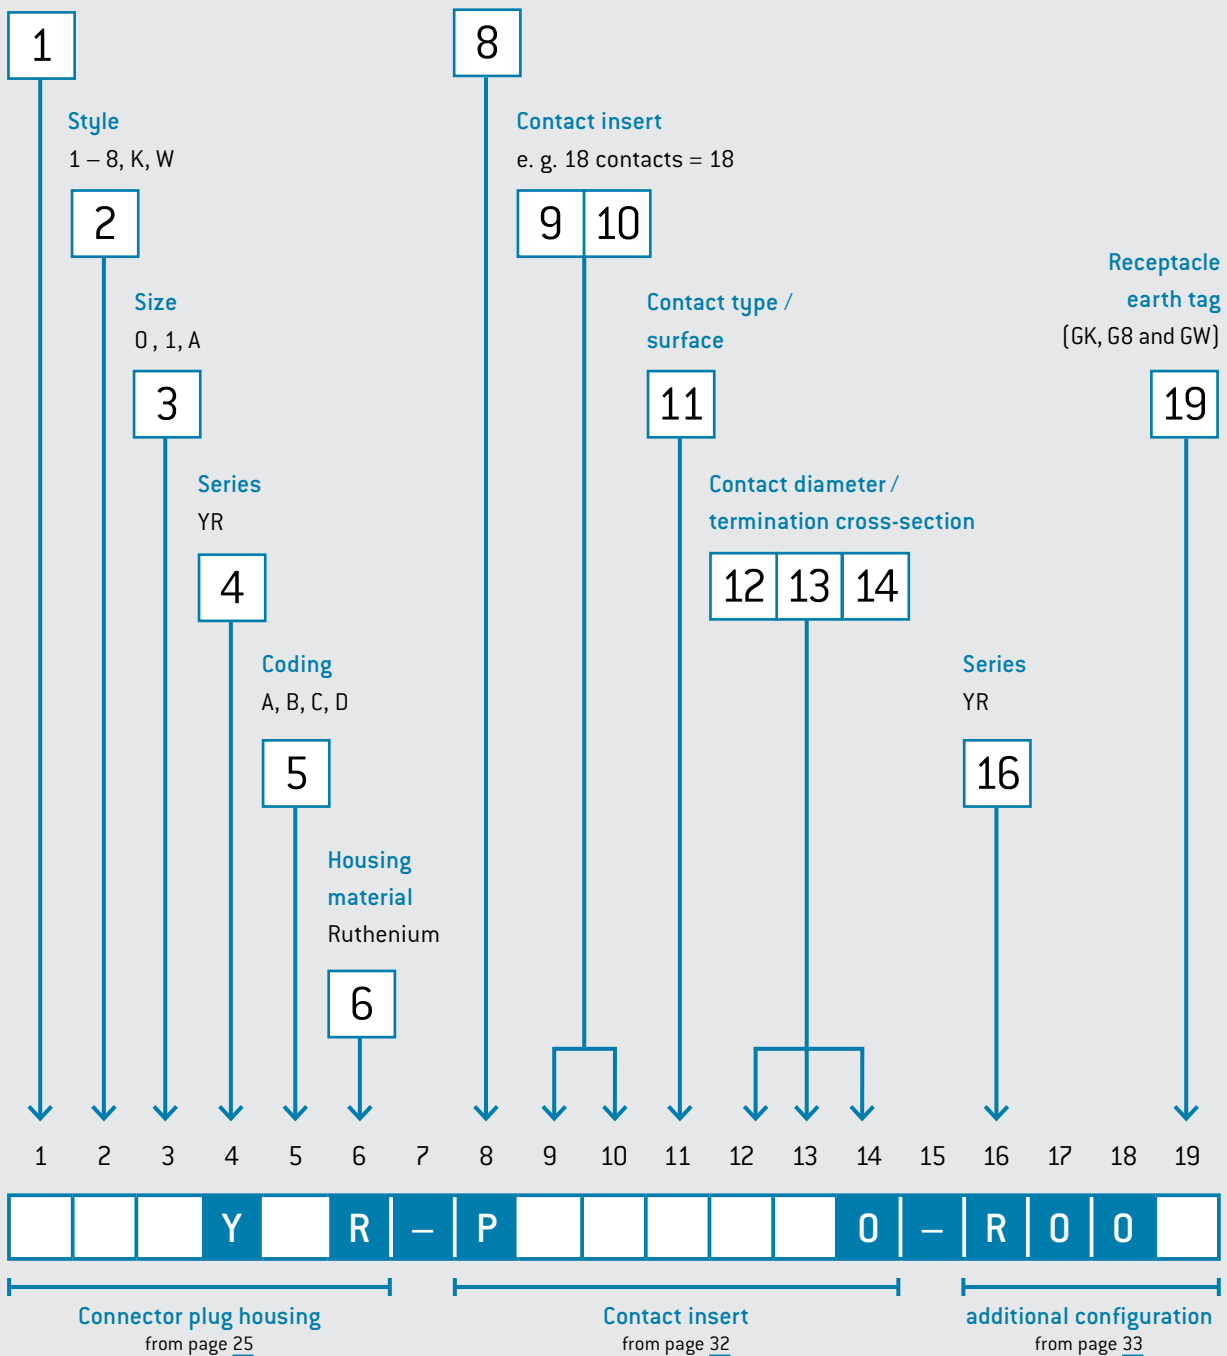 1
8
Style
1 – 8, K, W
Contact insert
e. g. 18 contacts = 18
2
9 10
Receptacle
earth tag
(GK, G8 and GW)
Size
0 , 1, A
Contact type /
surface
3
11
19
Series
YR
Contact diameter /
termination cross-section
4
12 13 14
Coding
A, B, C, D
Series
YR
5
16
Housing
material
Ruthenium
6
1 2 3 4 5 6 7 8 9 10 11 12 13 14 15 16 17 18 19
Y R – P 0 – R 0 0
Connector plug housing
from page 25
Contact insert
from page 32
additional configuration
from page 33